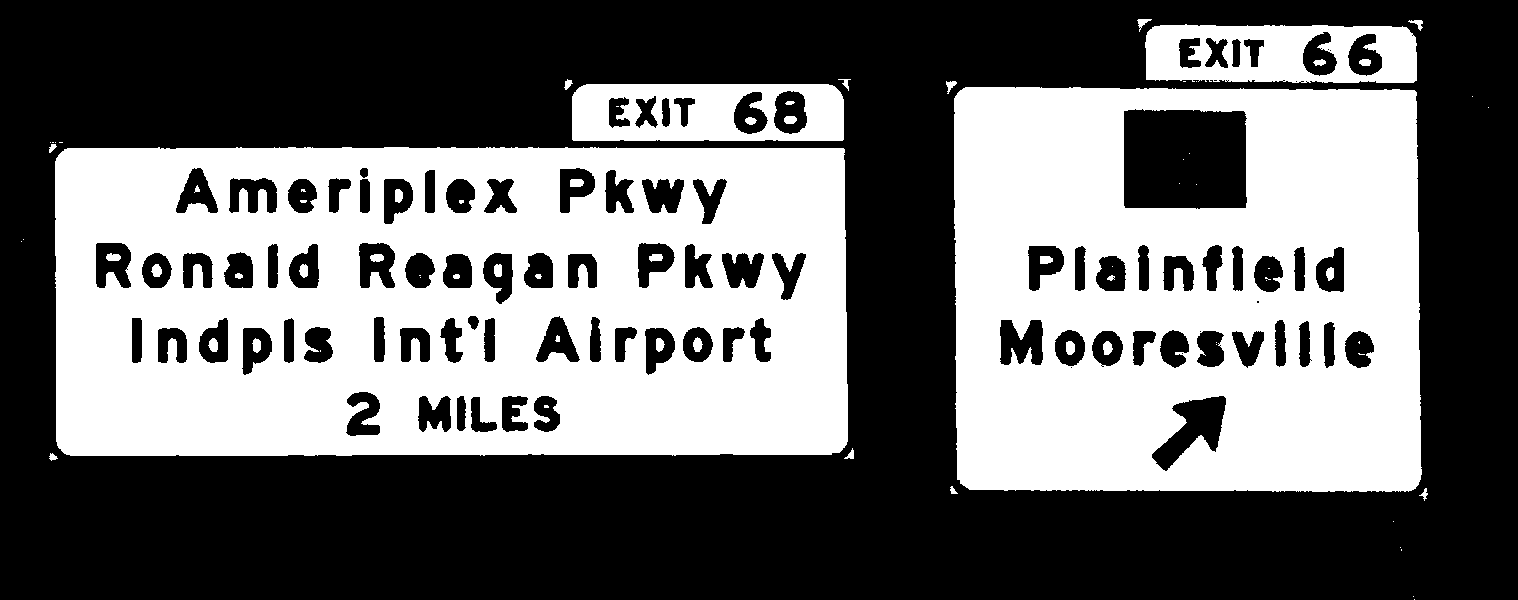 EXIT 68
Ameriplex Pkwy
Ronald Reagan Pkwy
Indpls Int'l Airport
2 MILES
EXIT 66
Plainfield
Mooresville